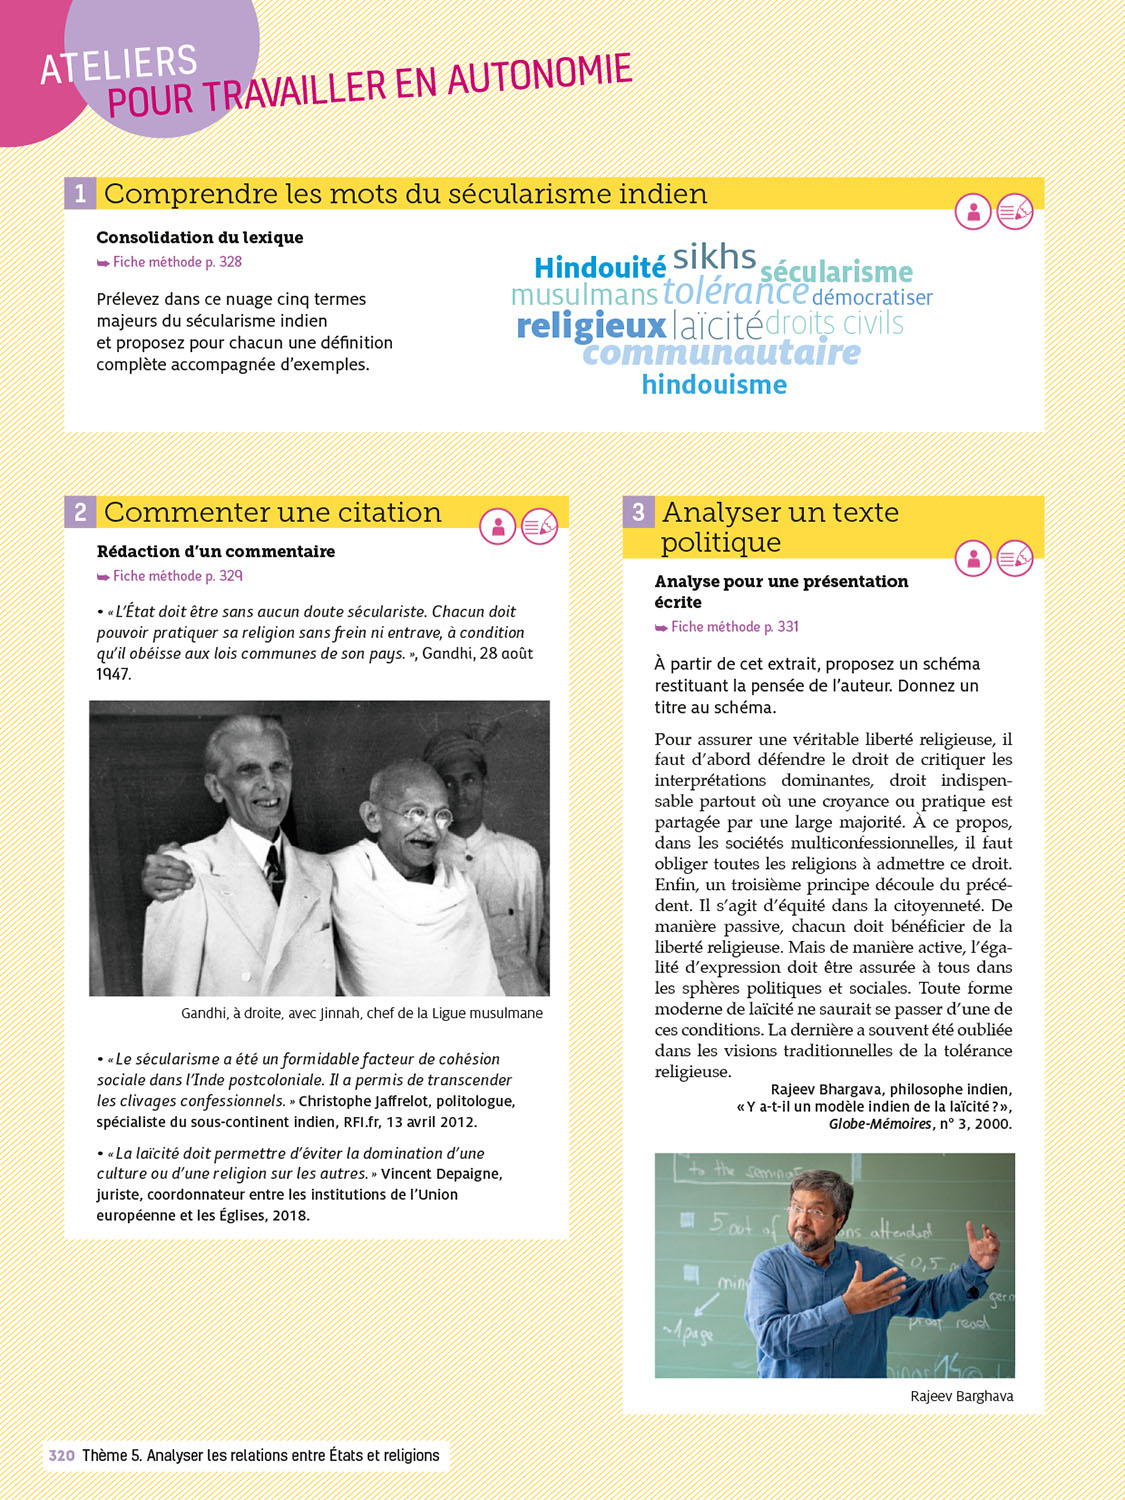 ATELIERS
POUR TRAVAILLER EN AUTONOMIE
1 Comprendre les mots du sécularisme indien
Consolidation du lexique
➥ Fiche méthode p. 328
Prélevez dans ce nuage cinq termes
majeurs du sécularisme indien
et proposez pour chacun une définition
complète accompagnée d’exemples.
Hindouité sikhs sécularisme
musulmans tolérance démocratiser
religieux laïcité droits civils
communautaire
hindouisme
2 Commenter une citation
Rédaction d’un commentaire
➥ Fiche méthode p. 329
• « L’État doit être sans aucun doute séculariste. Chacun doit
pouvoir pratiquer sa religion sans frein ni entrave, à condition
qu’il obéisse aux lois communes de son pays. », Gandhi, 28 août
1947.
Gandhi, à droite, avec Jinnah, chef de la Ligue musulmane
• « Le sécularisme a été un formidable facteur de cohésion
sociale dans l’Inde postcoloniale. Il a permis de transcender
les clivages confessionnels. » Christophe Jaffrelot, politologue,
spécialiste du sous-continent indien, RFI.fr, 13 avril 2012.
• « La laïcité doit permettre d’éviter la domination d’une
culture ou d’une religion sur les autres. » Vincent Depaigne,
juriste, coordonnateur entre les institutions de l’Union
européenne et les Églises, 2018.
3 Analyser un texte
politique
Analyse pour une présentation
écrite
➥ Fiche méthode p. 331
À partir de cet extrait, proposez un schéma
restituant la pensée de l’auteur. Donnez un
titre au schéma.
Pour assurer une véritable liberté religieuse, il
faut d’abord défendre le droit de critiquer les
interprétations dominantes, droit indispen-
sable partout où une croyance ou pratique est
partagée par une large majorité. À ce propos,
dans les sociétés multiconfessionnelles, il faut
obliger toutes les religions à admettre ce droit.
Enfin, un troisième principe découle du précé-
dent. Il s’agit d’équité dans la citoyenneté. De
manière passive, chacun doit bénéficier de la
liberté religieuse. Mais de manière active, l’éga-
lité d’expression doit être assurée à tous dans
les sphères politiques et sociales. Toute forme
moderne de laïcité ne saurait se passer d’une de
ces conditions. La dernière a souvent été oubliée
dans les visions traditionnelles de la tolérance
religieuse.
Rajeev Bhargava, philosophe indien,
« Y a-t-il un modèle indien de la laïcité ? »,
Globe-Mémoires, n° 3, 2000.
to the seminar
5 out of ons attended
≤ 0,5
min
germ
~1 page
proof read
Rajeev Barghava
320 Thème 5. Analyser les relations entre États et religions